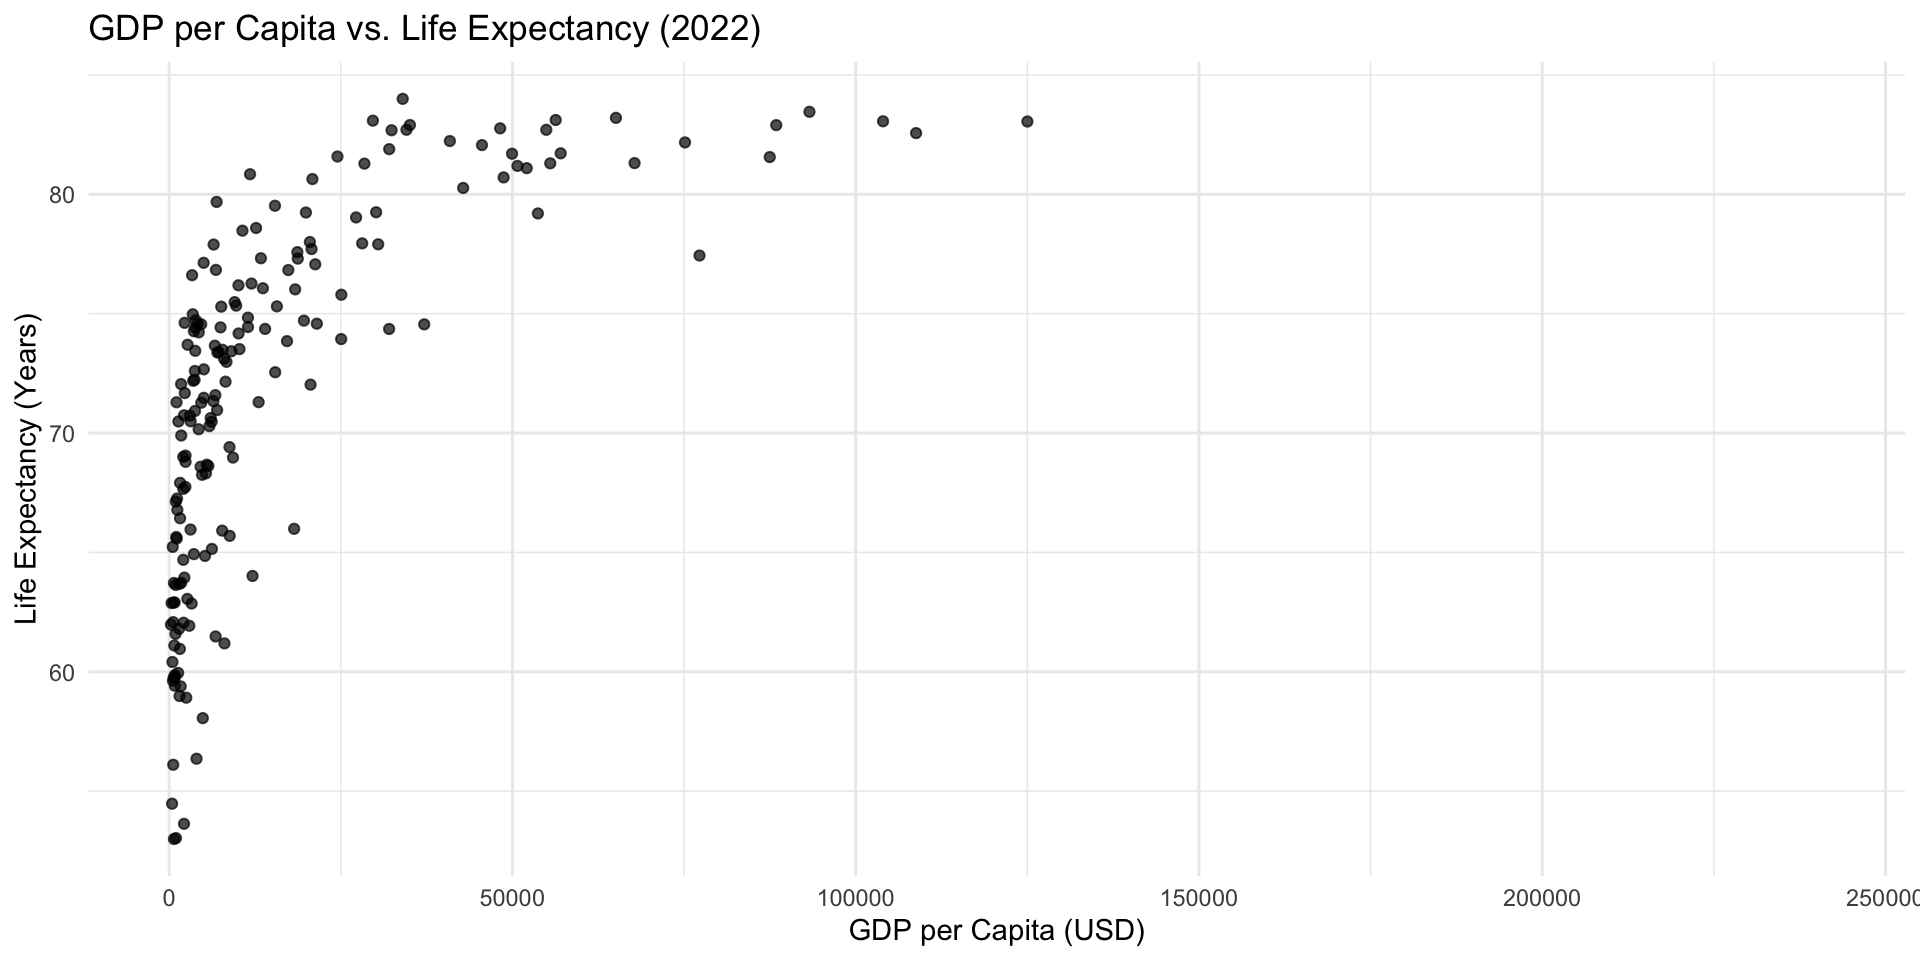 GDP per Capita vs. Life Expectancy (2022)
Life Expectancy (Years)
80
70
60
0 50000 100000 150000 200000 250000
GDP per Capita (USD)